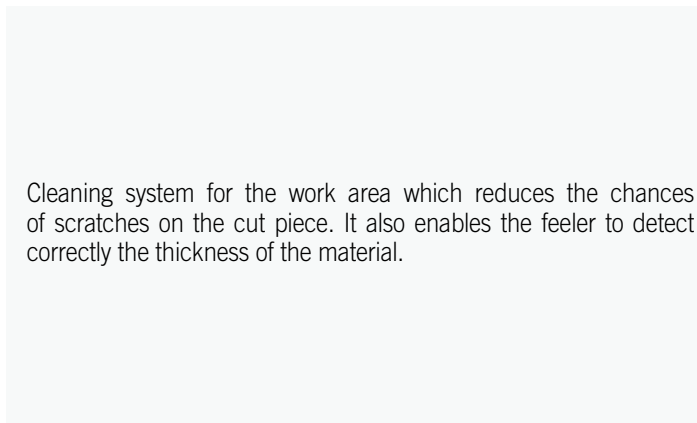 Cleaning system for the work area which reduces the chances
of scratches on the cut piece. It also enables the feeler to detect
correctly the thickness of the material.